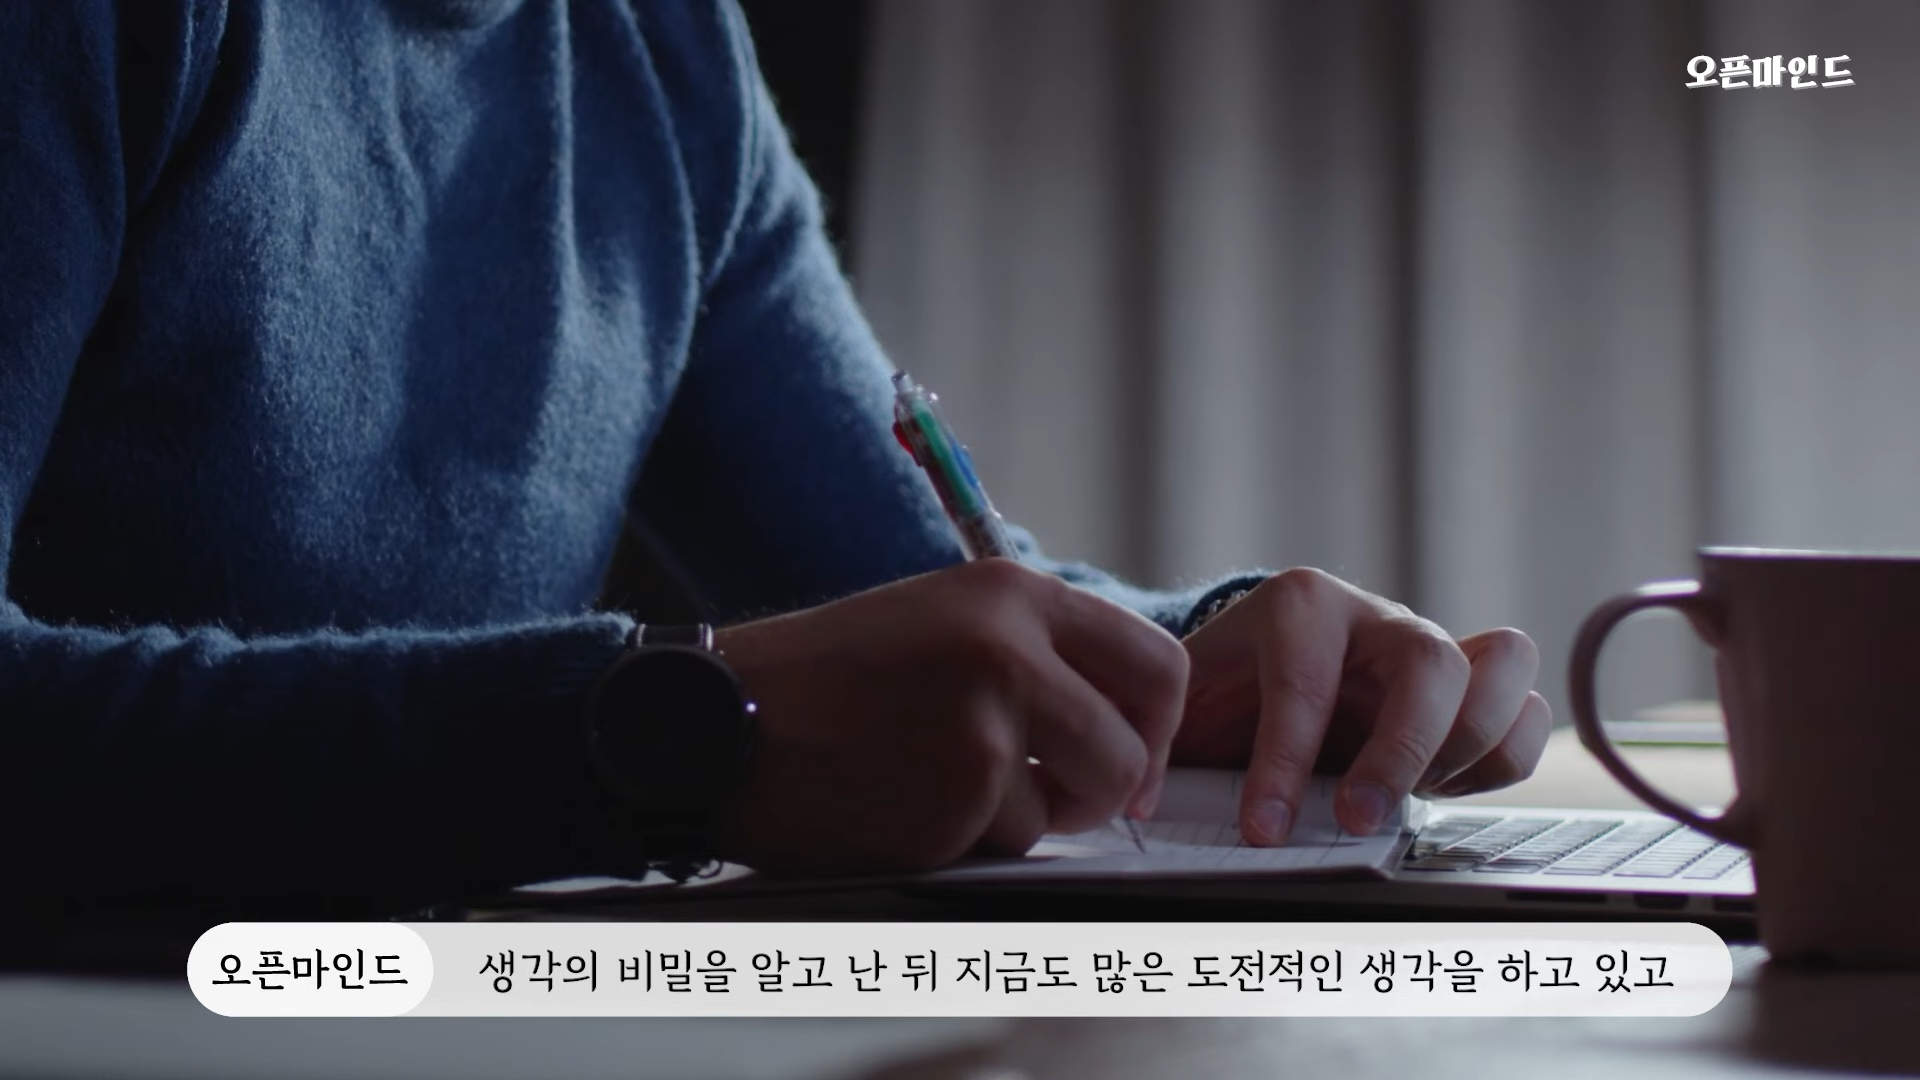 오픈마인드
오픈마인드 생각의 비밀을 알고 난 뒤 지금도 많은 도전적인 생각을 하고 있고